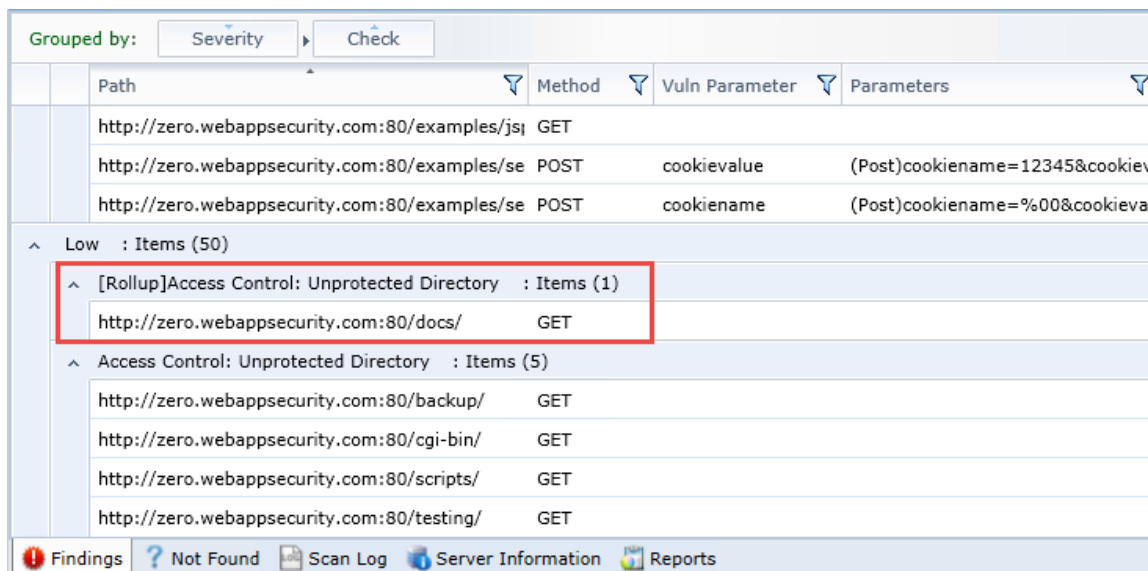 Grouped by: Severity Check
Path Method Vuln Parameter Parameters
http://zero.webappsecurity.com:80/examples/jsp GET
http://zero.webappsecurity.com:80/examples/se POST cookievalue (Post)cookiename=12345&cookiev
http://zero.webappsecurity.com:80/examples/se POST cookiename (Post)cookiename=%00&cookieva
Low : Items (50)
[Rollup]Access Control: Unprotected Directory : Items (1)
http://zero.webappsecurity.com:80/docs/ GET
Access Control: Unprotected Directory : Items (5)
http://zero.webappsecurity.com:80/backup/ GET
http://zero.webappsecurity.com:80/cgi-bin/ GET
http://zero.webappsecurity.com:80/scripts/ GET
http://zero.webappsecurity.com:80/testing/ GET
Findings Not Found Scan Log Server Information Reports